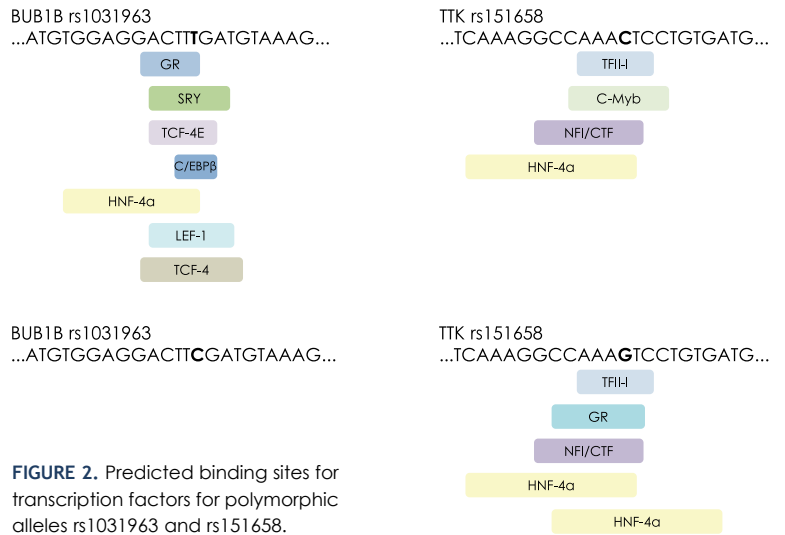 BUB1B rs1031963
...ATGTGGAGGACTTTGATGTAAAG...
GR
SRY
TCF-4E
C/EBPβ
HNF-4a
LEF-1
TCF-4
TTK rs151658
...TCAAAGGCCAAACTCCTGTGATG...
TFII-I
C-Myb
NFI/CTF
HNF-4a
BUB1B rs1031963
...ATGTGGAGGACTTCGATGTAAAG...
TTK rs151658
...TCAAAGGCCAAAGTCCTGTGATG...
TFII-I
GR
NFI/CTF
HNF-4a
HNF-4a
FIGURE 2. Predicted binding sites for
transcription factors for polymorphic
alleles rs1031963 and rs151658.